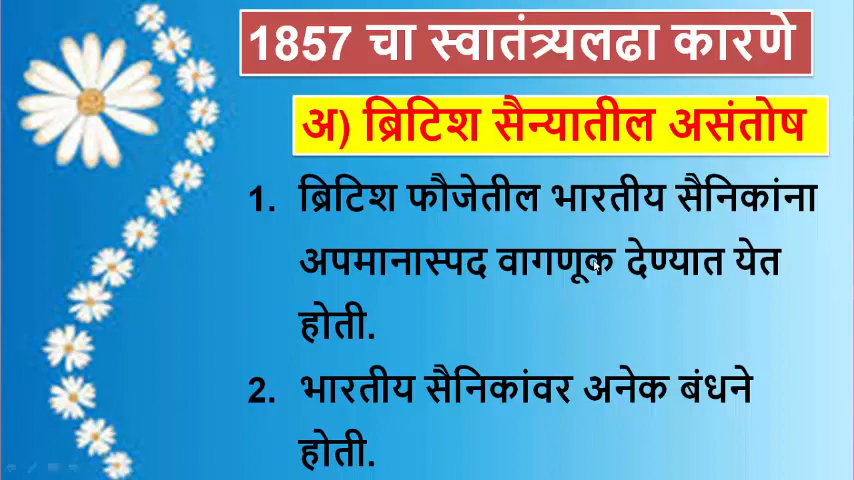 1857 चा स्वातंत्र्यलढा कारणे
अ) ब्रिटिश सैन्यातील असंतोष
1. ब्रिटिश फौजेतील भारतीय सैनिकांना
अपमानास्पद वागणूक देण्यात येत
होती.
2. भारतीय सैनिकांवर अनेक बंधने
होती.